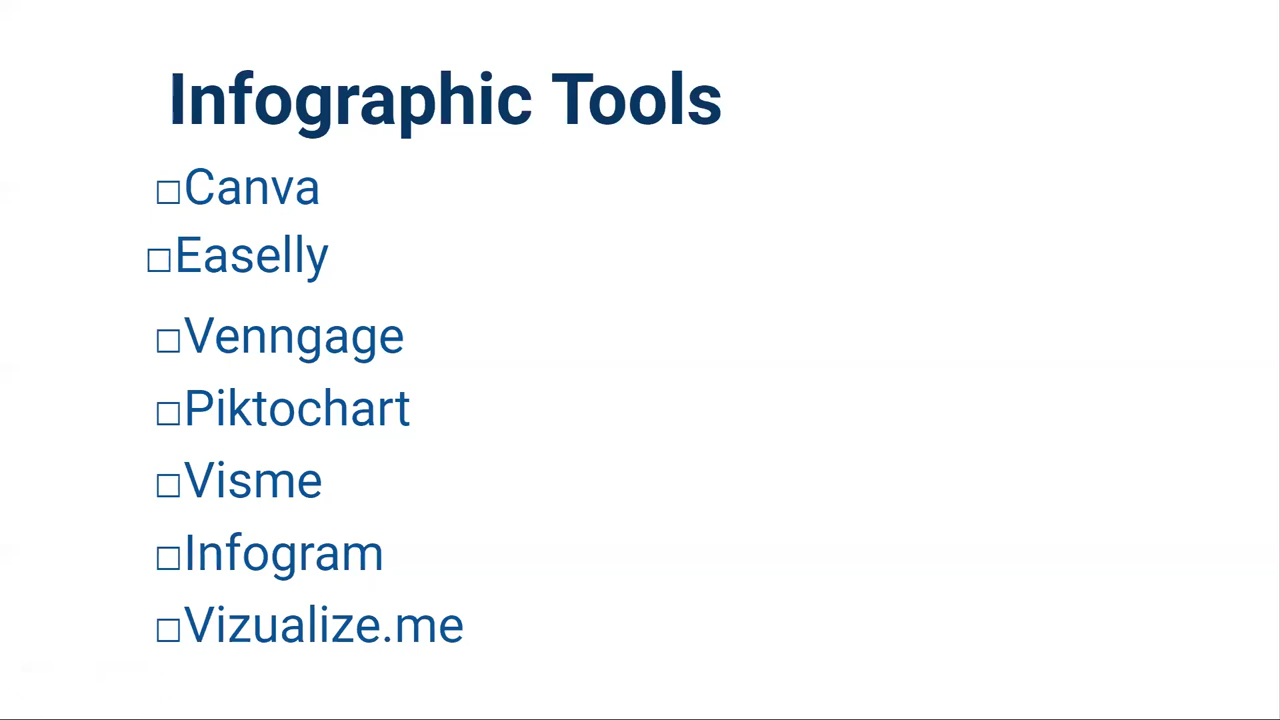 Infographic Tools
□Canva
□Easelly
□Venngage
□Piktochart
□Visme
□Infogram
□Vizualize.me